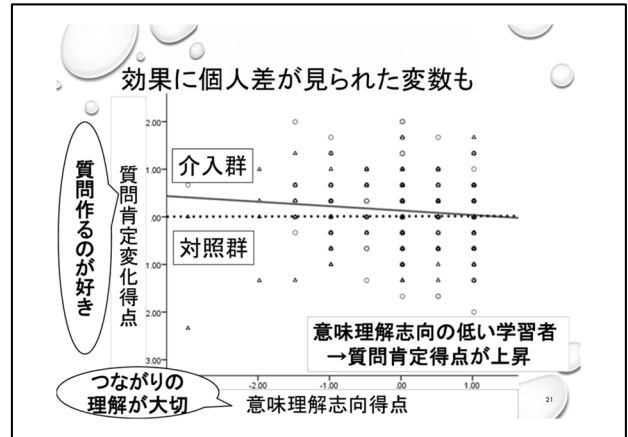 効果に個人差が見られた変数も
質問作るのが好き
質問肯定変化得点
2.00
1.00
.00
1.00
2.00
3.00
介入群
対照群
意味理解志向の低い学習者
→質問肯定得点が上昇
-2.00
-1.00
.00
1.00
つながりの
理解が大切
意味理解志向得点
21